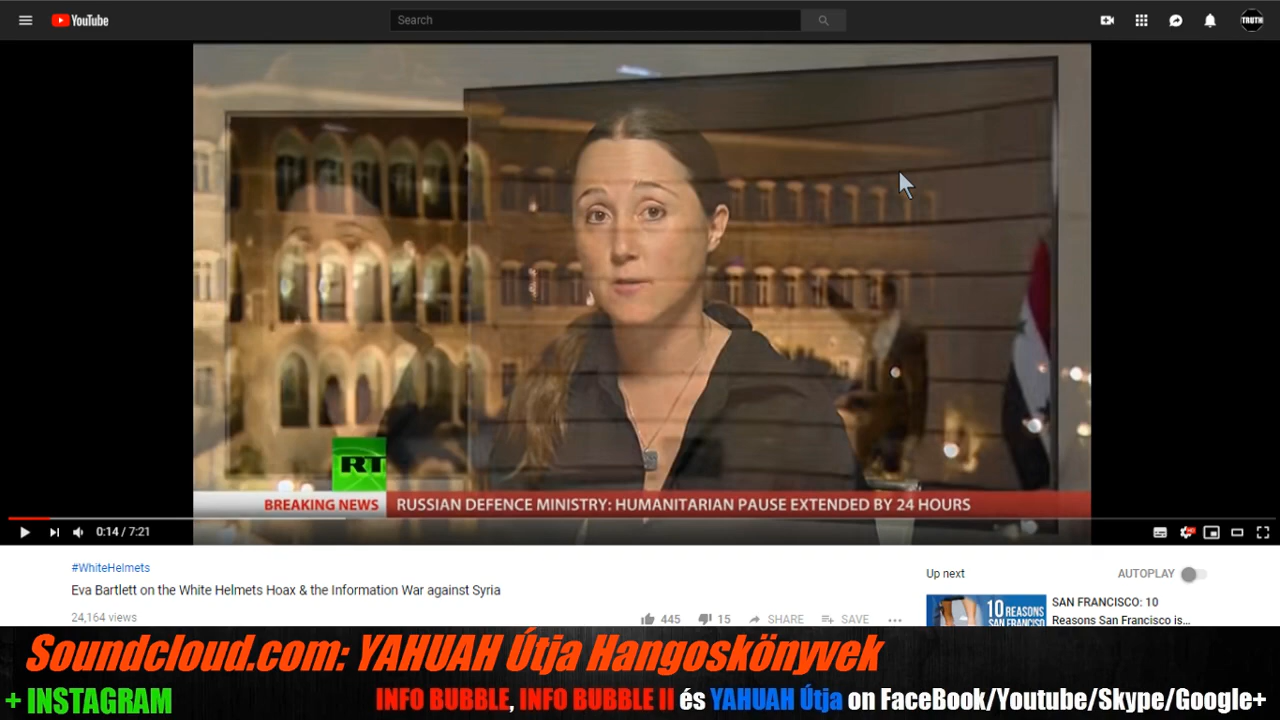 YouTube
Search
TRUTH
RT
BREAKING NEWS RUSSIAN DEFENCE MINISTRY: HUMANITARIAN PAUSE EXTENDED BY 24 HOURS
0:14 / 7:21
#WhiteHelmets
Eva Bartlett on the White Helmets Hoax & the Information War against Syria
24,164 views
445 15 SHARE SAVE
Up next AUTOPLAY
10 REASONS
SAN FRANCISCO
SAN FRANCISCO: 10
Reasons San Francisco is...
Soundcloud.com: YAHUAH Útja Hangoskönyvek
+ INSTAGRAM INFO BUBBLE, INFO BUBBLE II és YAHUAH Útja on FaceBook/Youtube/Skype/Google+